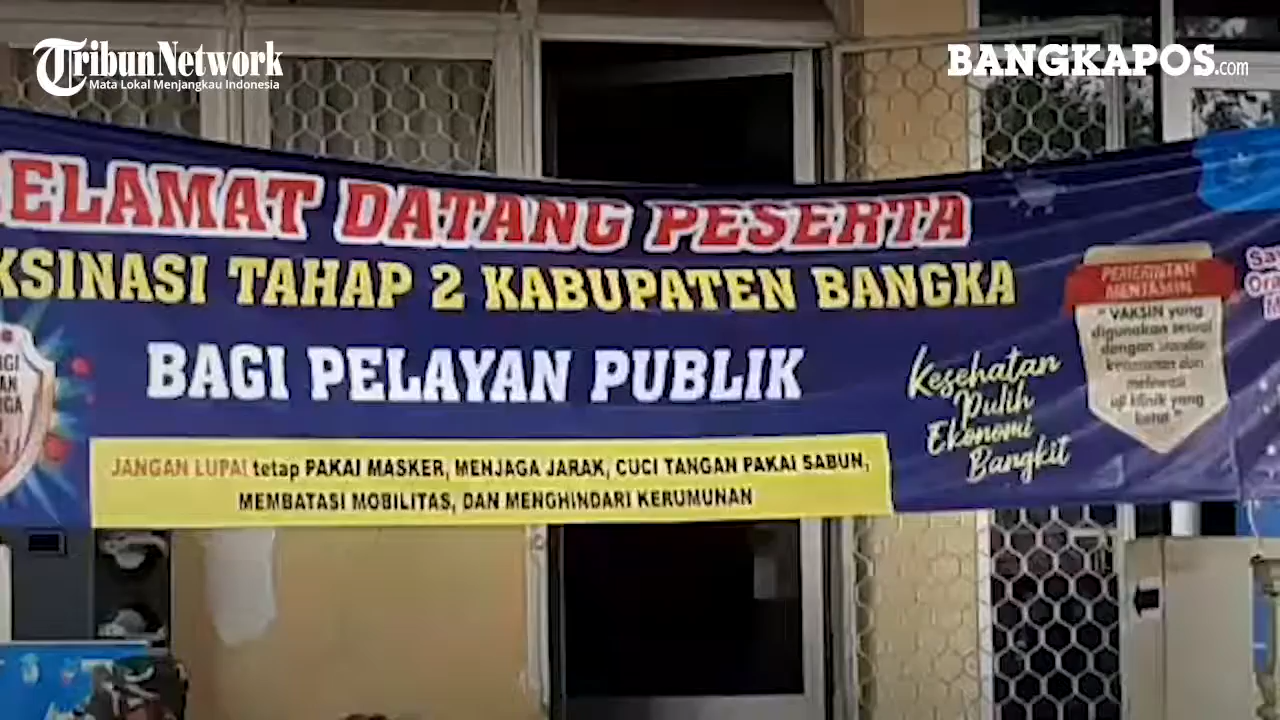 TribunNetwork
Mata Lokal Menjangkau Indonesia
BANGKAPOS.com
ELAMAT DATANG PESERTA
KSINASI TAHAP 2 KABUPATEN BANGKA
BAGI PELAYAN PUBLIK
JANGAN LUPA! tetap PAKAI MASKER, MENJAGA JARAK, CUCI TANGAN PAKAI SABUN,
MEMBATASI MOBILITAS, DAN MENGHINDARI KERUMUNAN
Kesehatan
Pulih
Ekonomi
Bangkit
PEMERINTAH
MENJAMIN
" VAKSIN yang
digunakan sesuai
dengan
keamanan dan
melewati
uji klinik yang
ketat "